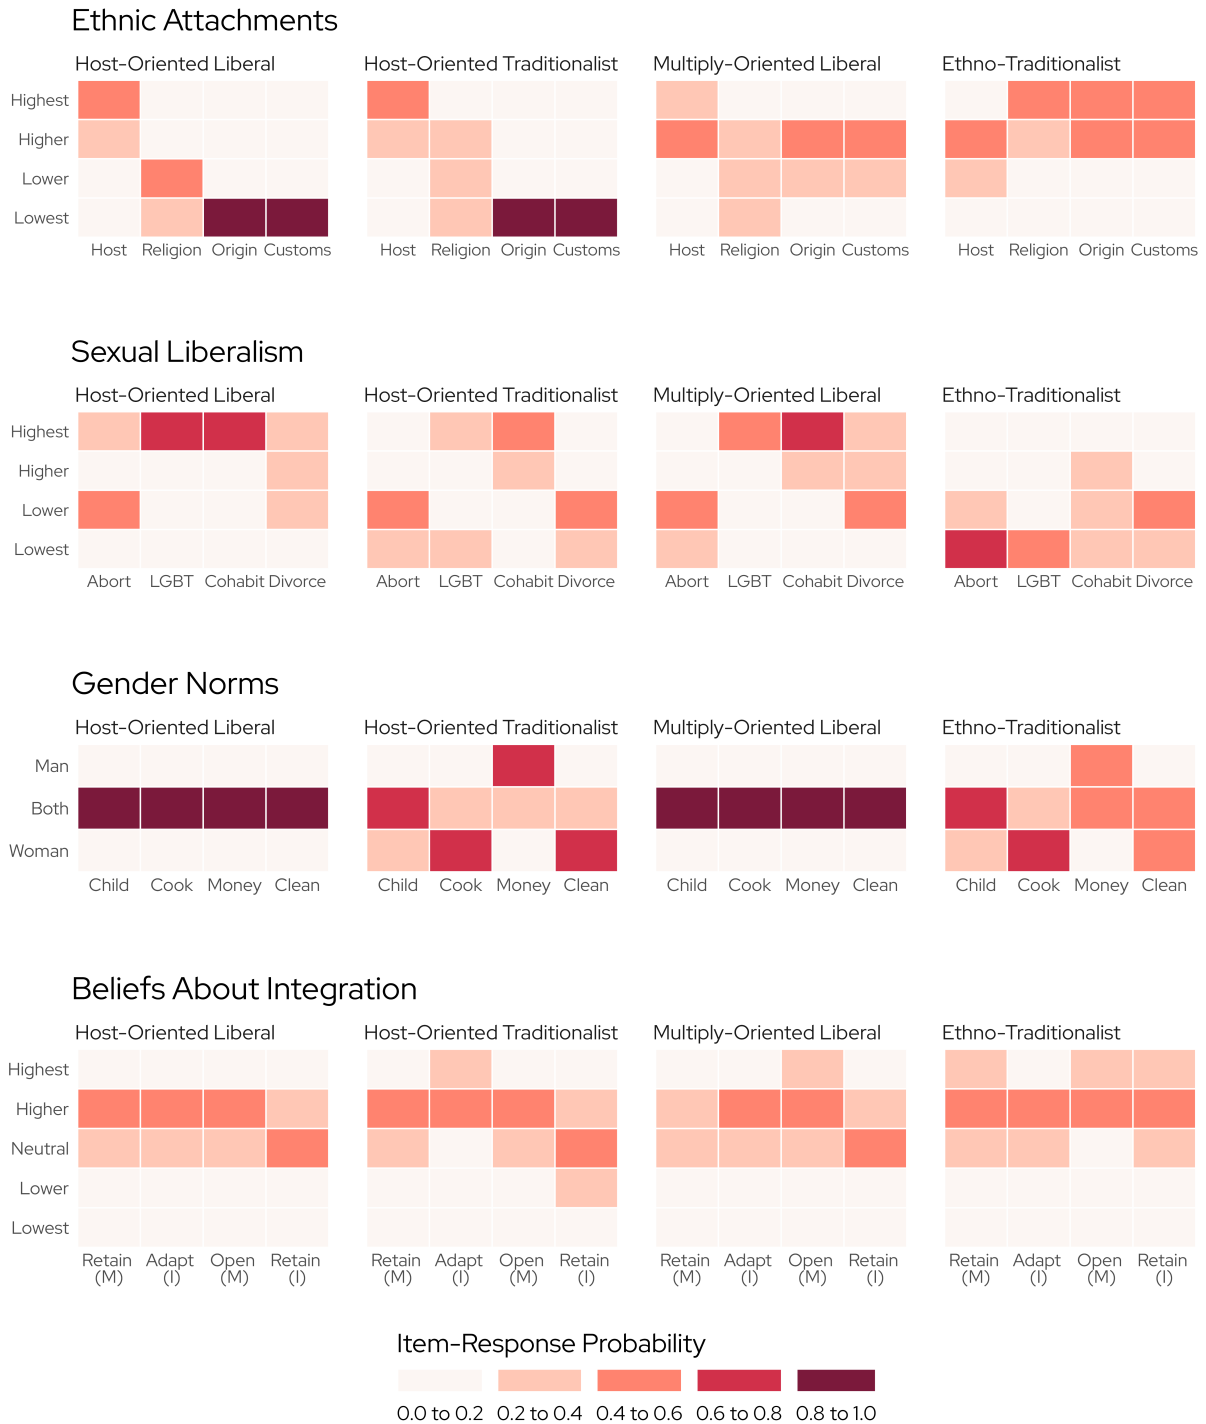 Ethnic Attachments
Host-Oriented Liberal Host-Oriented Traditionalist Multiply-Oriented Liberal Ethno-Traditionalist
Highest
Higher
Lower
Lowest
Host Religion Origin Customs Host Religion Origin Customs Host Religion Origin Customs Host Religion Origin Customs
Sexual Liberalism
Host-Oriented Liberal Host-Oriented Traditionalist Multiply-Oriented Liberal Ethno-Traditionalist
Highest
Higher
Lower
Lowest
Abort LGBT Cohabit Divorce Abort LGBT Cohabit Divorce Abort LGBT Cohabit Divorce Abort LGBT Cohabit Divorce
Gender Norms
Host-Oriented Liberal Host-Oriented Traditionalist Multiply-Oriented Liberal Ethno-Traditionalist
Man
Both
Woman
Child Cook Money Clean Child Cook Money Clean Child Cook Money Clean Child Cook Money Clean
Beliefs About Integration
Host-Oriented Liberal Host-Oriented Traditionalist Multiply-Oriented Liberal Ethno-Traditionalist
Highest
Higher
Neutral
Lower
Lowest
Retain Adapt Open Retain Retain Adapt Open Retain Retain Adapt Open Retain Retain Adapt Open Retain
(M) (I) (M) (I) (M) (I) (M) (I) (M) (I) (M) (I) (M) (I) (M) (I)
Item-Response Probability
0.0 to 0.2 0.2 to 0.4 0.4 to 0.6 0.6 to 0.8 0.8 to 1.0